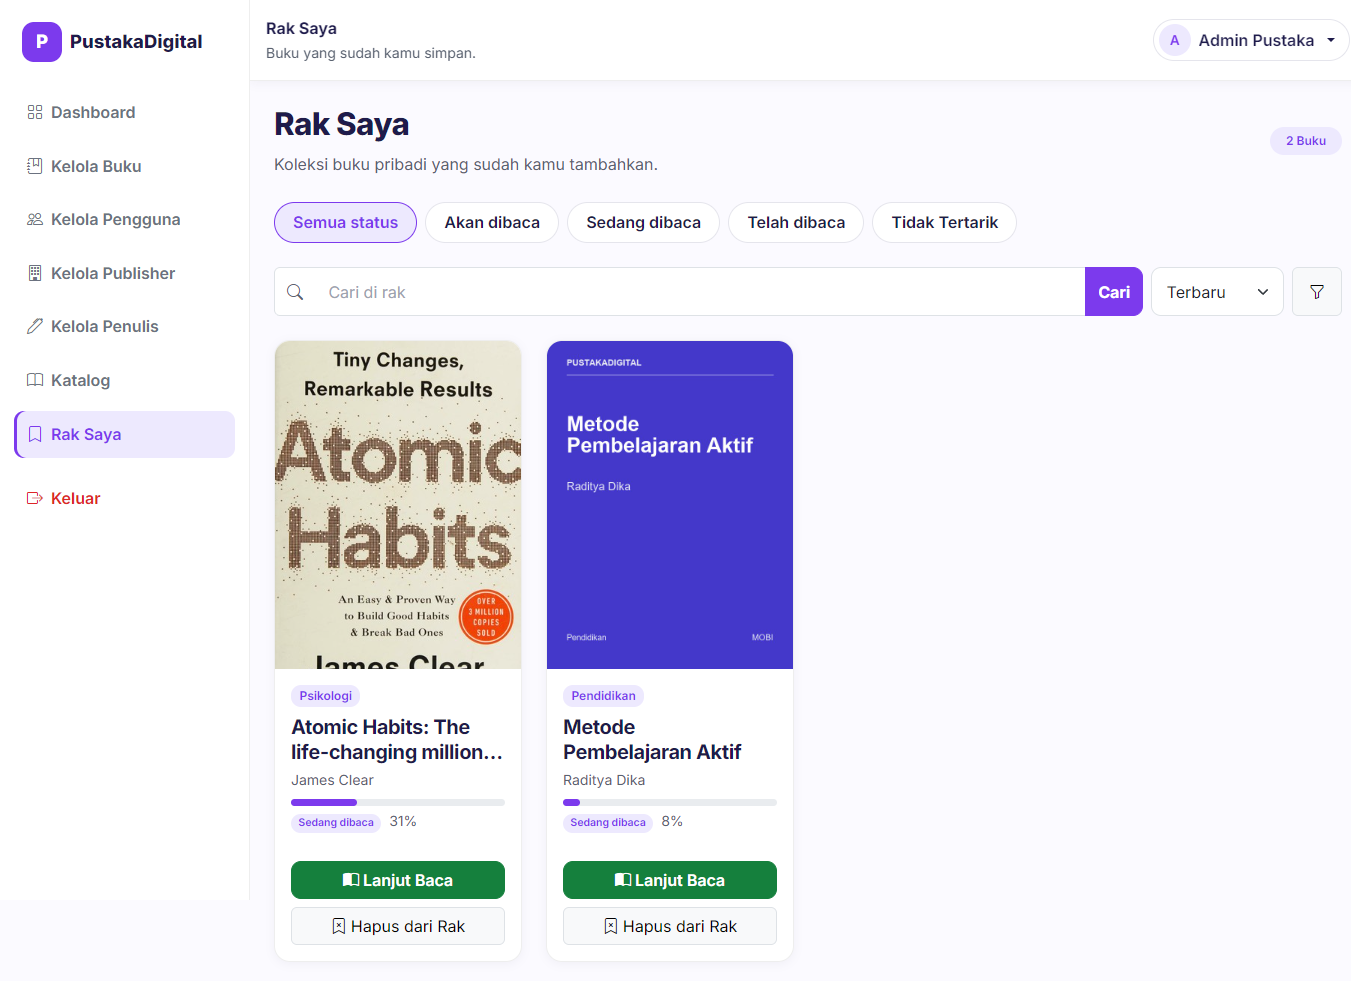 P PustakaDigital
Dashboard
Kelola Buku
Kelola Pengguna
Kelola Publisher
Kelola Penulis
Katalog
Rak Saya
Keluar
Rak Saya
Buku yang sudah kamu simpan.
A Admin Pustaka
Rak Saya
Koleksi buku pribadi yang sudah kamu tambahkan.
2 Buku
Semua status
Akan dibaca
Sedang dibaca
Telah dibaca
Tidak Tertarik
Cari di rak
Cari
Terbaru
Tiny Changes,
Remarkable Results
Atomic
Habits
An Easy & Proven Way
to Build Good Habits
& Break Bad Ones
OVER
3 MILLION
COPIES
SOLD
James Clear
Psikologi
Atomic Habits: The
life-changing million...
James Clear
Sedang dibaca 31%
Lanjut Baca
Hapus dari Rak
PUSTAKADIGITAL
Metode
Pembelajaran Aktif
Raditya Dika
Pendidikan
MOBI
Pendidikan
Metode
Pembelajaran Aktif
Raditya Dika
Sedang dibaca 8%
Lanjut Baca
Hapus dari Rak